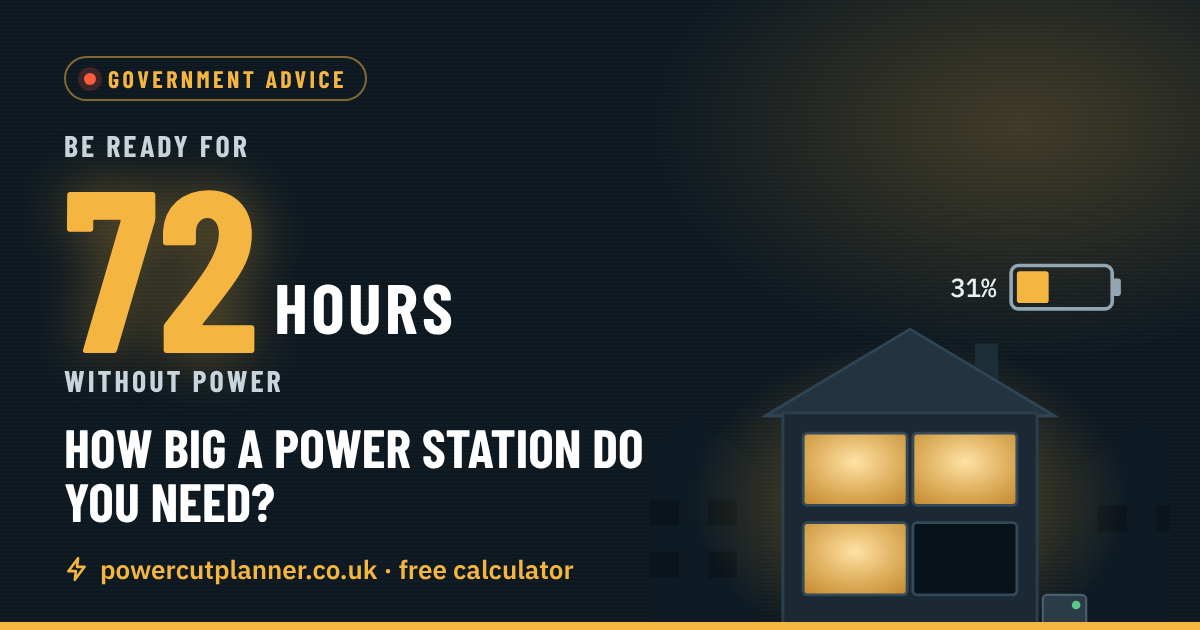 GOVERNMENT ADVICE
BE READY FOR
72 HOURS
WITHOUT POWER
HOW BIG A POWER STATION DO
YOU NEED?
powercutplanner.co.uk · free calculator
31%